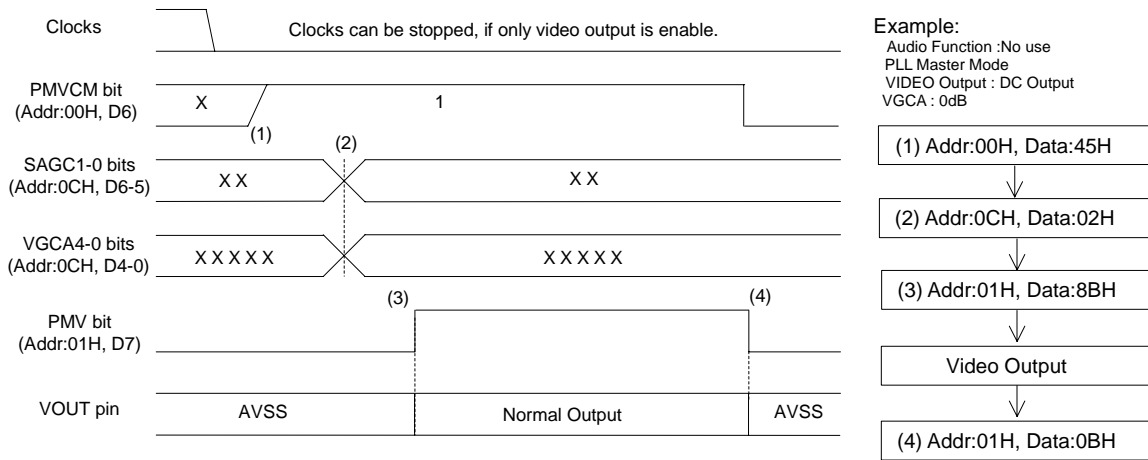 Clocks
Clocks can be stopped, if only video output is enable.
PMVCM bit
(Addr:00H, D6)
X
1
(1)
(2)
SAGC1-0 bits
(Addr:0CH, D6-5)
X X
X X
VGCA4-0 bits
(Addr:0CH, D4-0)
X X X X X
X X X X X
(3)
(4)
PMV bit
(Addr:01H, D7)
VOUT pin
AVSS
Normal Output
AVSS
Example:
Audio Function :No use
PLL Master Mode
VIDEO Output : DC Output
VGCA : 0dB
(1) Addr:00H, Data:45H
(2) Addr:0CH, Data:02H
(3) Addr:01H, Data:8BH
Video Output
(4) Addr:01H, Data:0BH